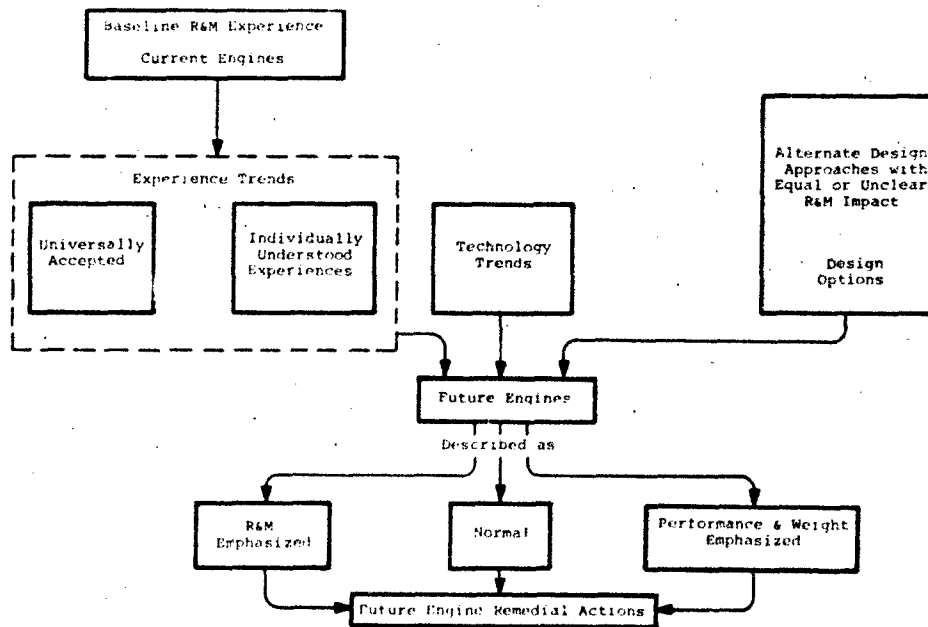 Baseline R&M Experience
Current Engines
Experience Trends
Universally
Accepted
Individually
Understood
Experiences
Technology
Trends
Alternate Design
Approaches with
Equal or Unclear
R&M Impact
Design
Options
Future Engines
Described as
R&M
Emphasized
Normal
Performance & Weight
Emphasized
Future Engine Remedial Actions